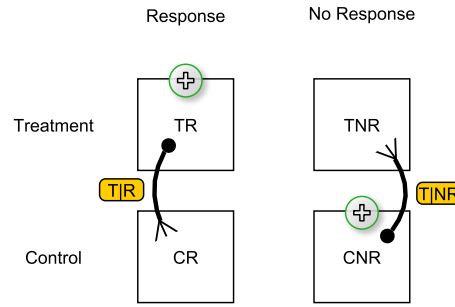 Response
No Response
Treatment
TR
TNR
T|R
T|NR
Control
CR
CNR